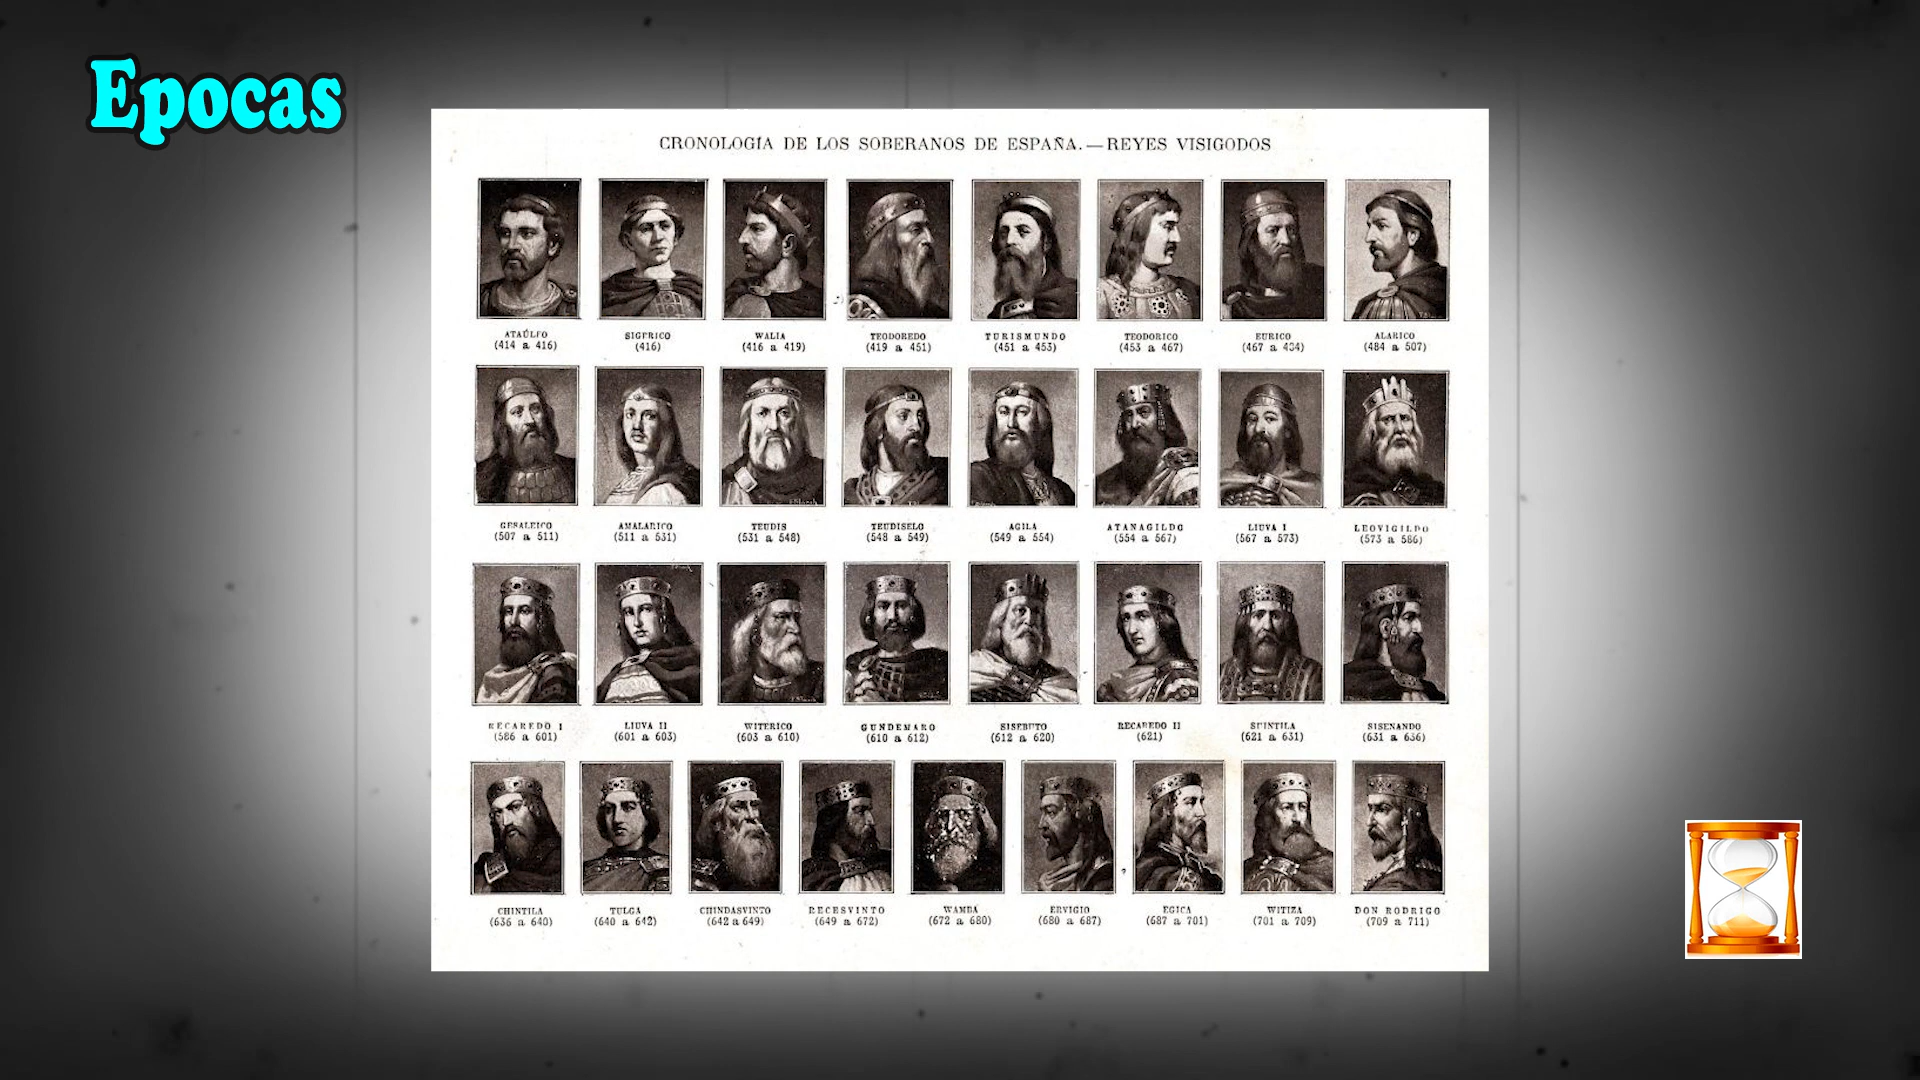 Epocas
CRONOLOGÍA DE LOS SOBERANOS DE ESPAÑA.—REYES VISIGODOS
ATAÚLFO
(414 a 416)
SIGERICO
(416)
WALIA
(416 a 419)
TEODOREDO
(419 a 451)
TURISMUNDO
(451 a 453)
TEODORICO
(453 a 467)
EURICO
(467 a 484)
ALARICO
(484 a 507)
GESALEICO
(507 a 511)
AMALARICO
(511 a 531)
TEUDIS
(531 a 548)
TEUDISELO
(548 a 549)
AGILA
(549 a 554)
ATANAGILDO
(554 a 567)
LIUVA I
(567 a 573)
LEOVIGILDO
(573 a 586)
RECAREDO I
(586 a 601)
LIUVA II
(601 a 603)
WITERICO
(603 a 610)
GUNDEMARO
(610 a 612)
SISEBUTO
(612 a 620)
RECAREDO II
(621)
SUINTILA
(621 a 631)
SISENANDO
(631 a 636)
CHINTILA
(636 a 640)
TULGA
(640 a 642)
CHINDASVINTO
(642 a 649)
RECESVINTO
(649 a 672)
WAMBA
(672 a 680)
ERVIGIO
(680 a 687)
EGICA
(687 a 701)
WITIZA
(701 a 709)
DON RODRIGO
(709 a 711)